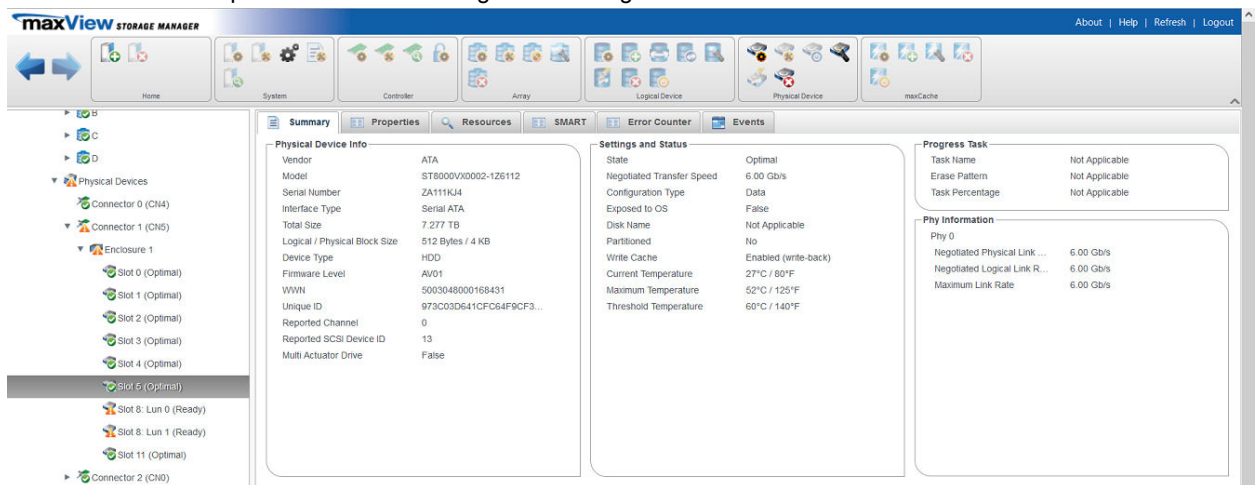 maxView STORAGE MANAGER
About | Help | Refresh | Logout
Home
System
Controller
Array
Logical Device
Physical Device
maxCache
B
C
D
Physical Devices
Connector 0 (CN4)
Connector 1 (CN5)
Enclosure 1
Slot 0 (Optimal)
Slot 1 (Optimal)
Slot 2 (Optimal)
Slot 3 (Optimal)
Slot 4 (Optimal)
Slot 5 (Optimal)
Slot 8: Lun 0 (Ready)
Slot 8: Lun 1 (Ready)
Slot 11 (Optimal)
Connector 2 (CN0)
Summary Properties Resources SMART Error Counter Events
Physical Device Info
Vendor ATA
Model ST8000VX0002-1Z6112
Serial Number ZA111KJ4
Interface Type Serial ATA
Total Size 7.277 TB
Logical / Physical Block Size 512 Bytes / 4 KB
Device Type HDD
Firmware Level AV01
WWN 5003048000168431
Unique ID 973C03D641CFC64F9CF3...
Reported Channel 0
Reported SCSI Device ID 13
Multi Actuator Drive False
Settings and Status
State Optimal
Negotiated Transfer Speed 6.00 Gb/s
Configuration Type Data
Exposed to OS False
Disk Name Not Applicable
Partitioned No
Write Cache Enabled (write-back)
Current Temperature 27°C / 80°F
Maximum Temperature 52°C / 125°F
Threshold Temperature 60°C / 140°F
Progress Task
Task Name Not Applicable
Erase Pattern Not Applicable
Task Percentage Not Applicable
Phy Information
Phy 0
Negotiated Physical Link ... 6.00 Gb/s
Negotiated Logical Link R... 6.00 Gb/s
Maximum Link Rate 6.00 Gb/s